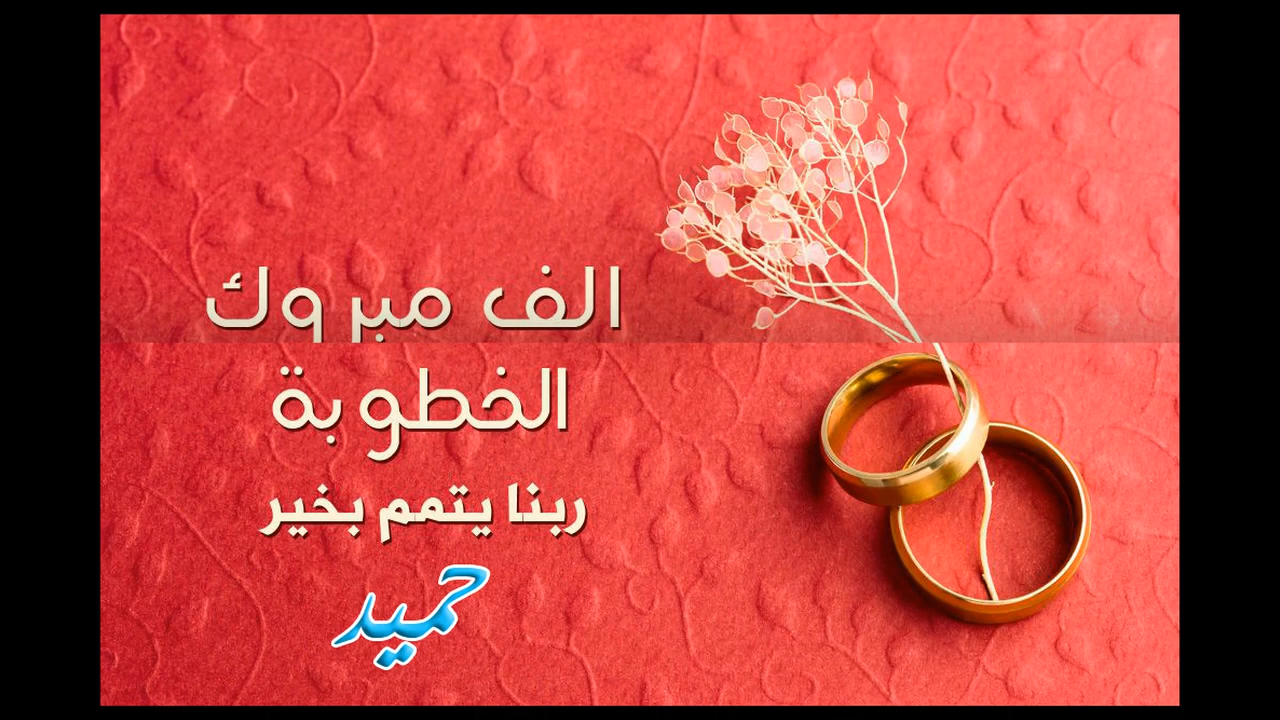 الف مبروك
الخطوبة
ربنا يتمم بخير
حميد